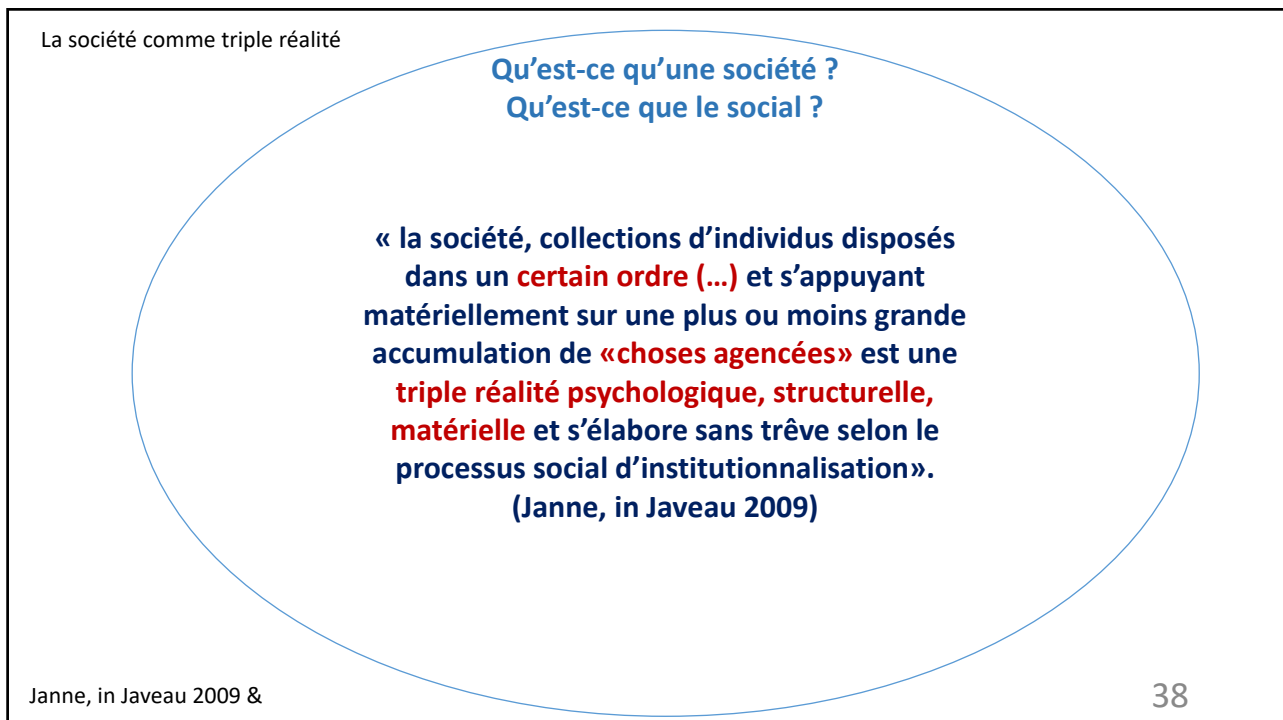 La société comme triple réalité
Qu'est-ce qu'une société ?
Qu'est-ce que le social ?
« la société, collections d'individus disposés
dans un certain ordre (…) et s'appuyant
matériellement sur une plus ou moins grande
accumulation de «choses agencées» est une
triple réalité psychologique, structurelle,
matérielle et s'élabore sans trêve selon le
processus social d'institutionnalisation».
(Janne, in Javeau 2009)
Janne, in Javeau 2009 &
38